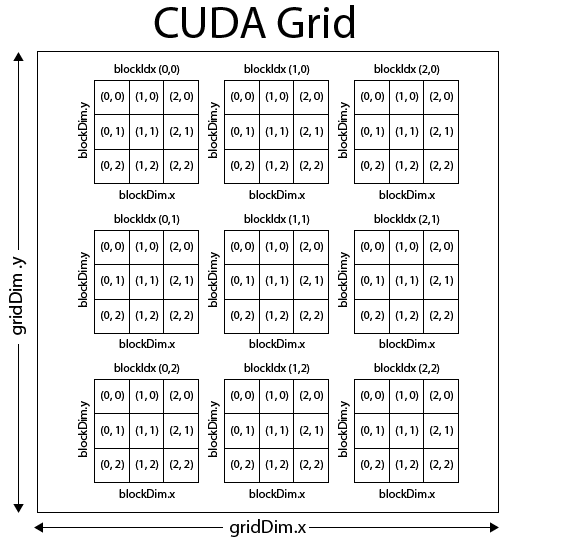 CUDA Grid
blockIdx (0,0) blockIdx (1,0) blockIdx (2,0)
blockDim.y (0, 0) (1, 0) (2, 0) blockDim.y (0, 0) (1, 0) (2, 0) blockDim.y (0, 0) (1, 0) (2, 0)
(0, 1) (1, 1) (2, 1) (0, 1) (1, 1) (2, 1) (0, 1) (1, 1) (2, 1)
(0, 2) (1, 2) (2, 2) (0, 2) (1, 2) (2, 2) (0, 2) (1, 2) (2, 2)
blockDim.x blockDim.x blockDim.x
blockIdx (0,1) blockIdx (1,1) blockIdx (2,1)
gridDim .y
blockDim.y (0, 0) (1, 0) (2, 0) blockDim.y (0, 0) (1, 0) (2, 0) blockDim.y (0, 0) (1, 0) (2, 0)
(0, 1) (1, 1) (2, 1) (0, 1) (1, 1) (2, 1) (0, 1) (1, 1) (2, 1)
(0, 2) (1, 2) (2, 2) (0, 2) (1, 2) (2, 2) (0, 2) (1, 2) (2, 2)
blockDim.x blockDim.x blockDim.x
blockIdx (0,2) blockIdx (1,2) blockIdx (2,2)
blockDim.y (0, 0) (1, 0) (2, 0) blockDim.y (0, 0) (1, 0) (2, 0) blockDim.y (0, 0) (1, 0) (2, 0)
(0, 1) (1, 1) (2, 1) (0, 1) (1, 1) (2, 1) (0, 1) (1, 1) (2, 1)
(0, 2) (1, 2) (2, 2) (0, 2) (1, 2) (2, 2) (0, 2) (1, 2) (2, 2)
blockDim.x blockDim.x blockDim.x
gridDim.x